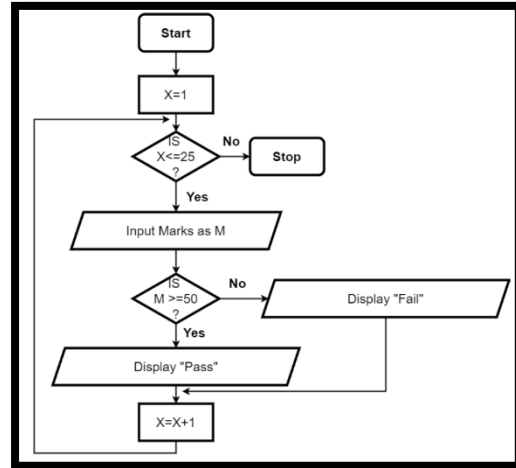 Start
X=1
IS
X<=25
?
No
Stop
Yes
Input Marks as M
IS
M >=50
?
No
Display "Fail"
Yes
Display "Pass"
X=X+1